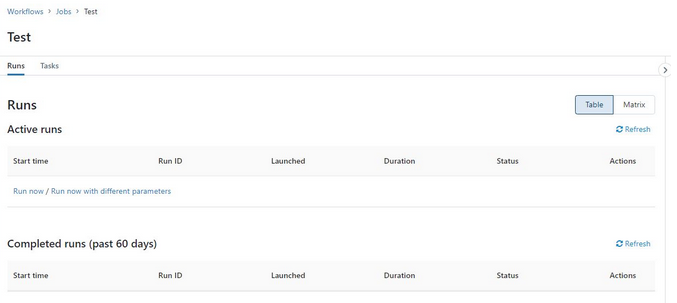 Workflows > Jobs > Test
Test
Runs Tasks
Runs Table Matrix
Active runs Refresh
Start time Run ID Launched Duration Status Actions
Run now / Run now with different parameters
Completed runs (past 60 days) Refresh
Start time Run ID Launched Duration Status Actions